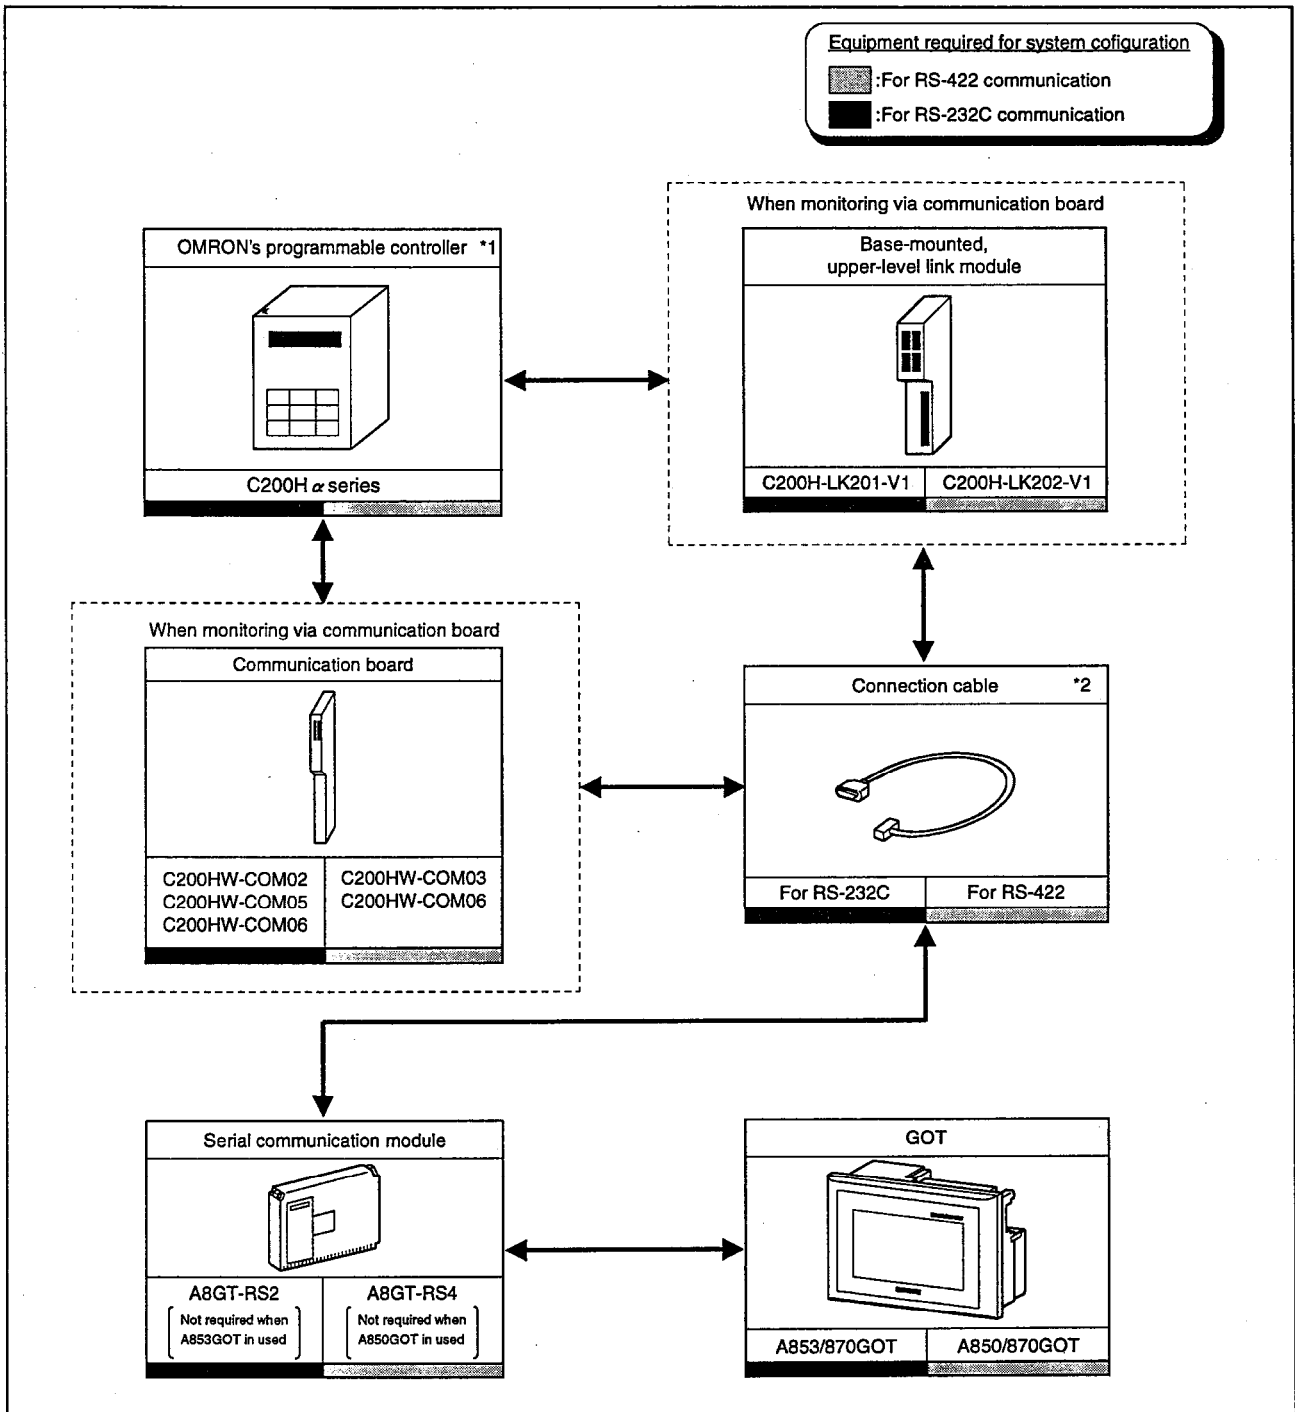 Equipment required for system cofiguration
:For RS-422 communication
:For RS-232C communication
When monitoring via communication board
OMRON's programmable controller *1
Base-mounted,
upper-level link module
C200H-LK201-V1 C200H-LK202-V1
C200H α series
When monitoring via communication board
Communication board
Connection cable *2
C200HW-COM02
C200HW-COM05
C200HW-COM06
C200HW-COM03
C200HW-COM06
For RS-232C For RS-422
Serial communication module
GOT
A8GT-RS2
Not required when
A853GOT in used
A8GT-RS4
Not required when
A850GOT in used
A853/870GOT A850/870GOT